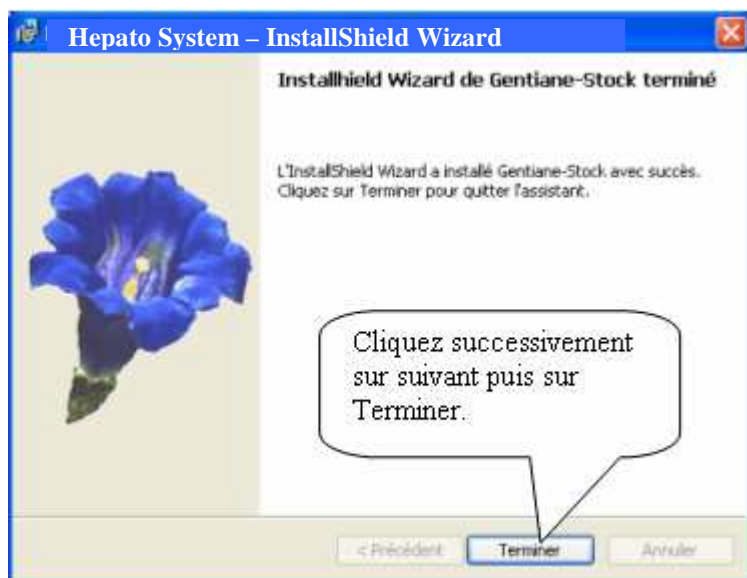 Hepato System – InstallShield Wizard
Installhield Wizard de Gentiane-Stock terminé
L'InstallShield Wizard a installé Gentiane-Stock avec succès.
Cliquez sur Terminer pour quitter l'assistant.
Cliquez successivement
sur suivant puis sur
Terminer.
< Précédent Terminer Annuler